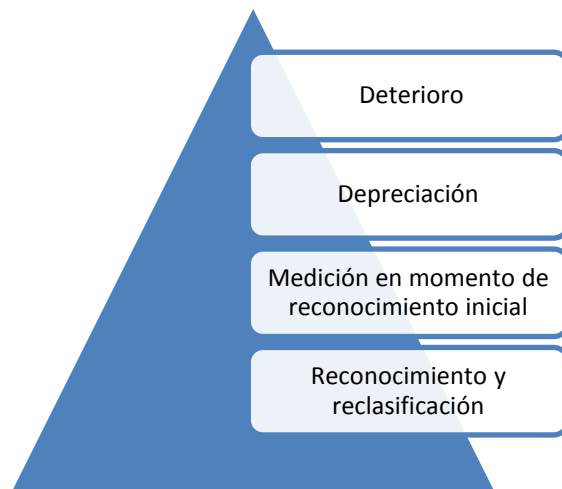 Deterioro
Depreciación
Medición en momento de
reconocimiento inicial
Reconocimiento y
reclasificación